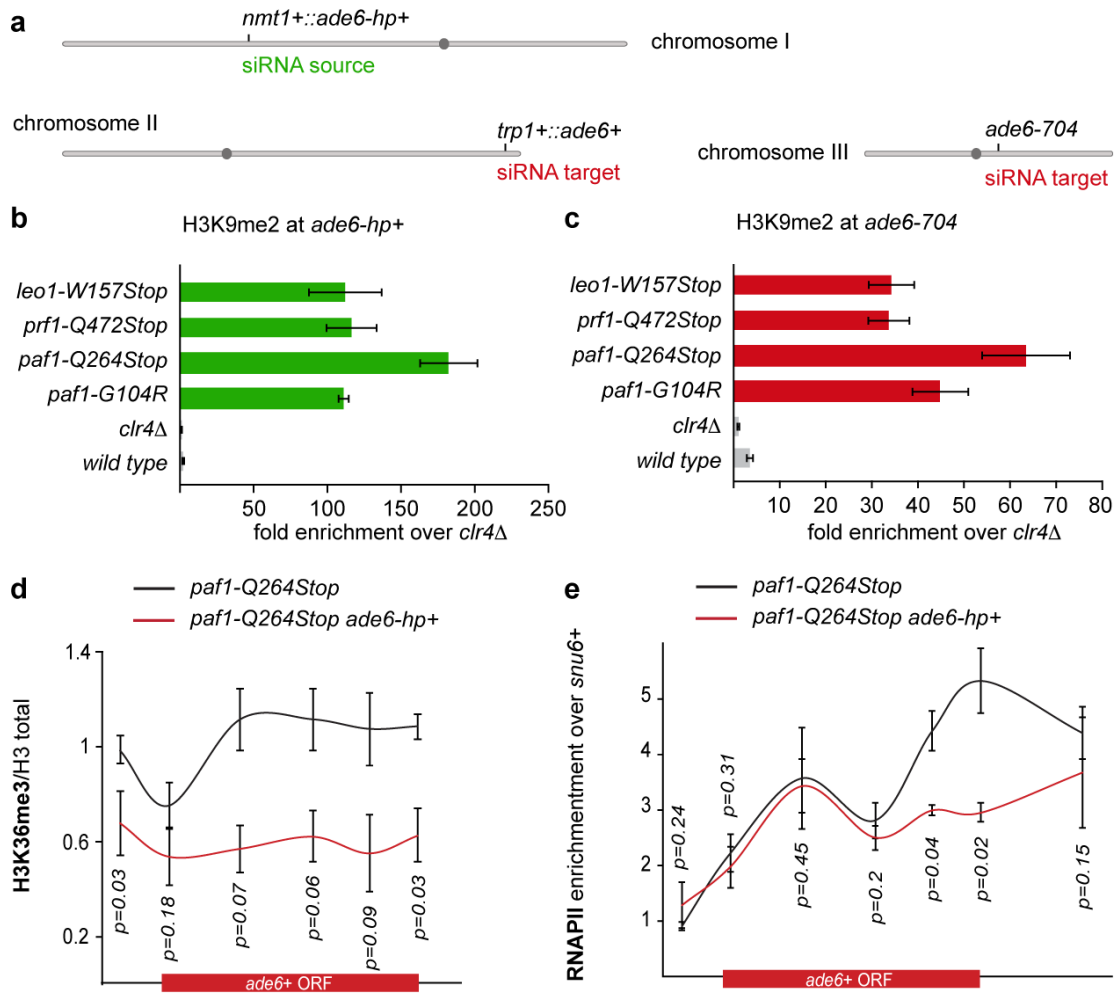 a
nmt1+::ade6-hp+
chromosome I
siRNA source
chromosome II
trp1+::ade6+
siRNA target
ade6-704
chromosome III
siRNA target
b
H3K9me2 at ade6-hp+
leo1-W157Stop
prf1-Q472Stop
paf1-Q264Stop
paf1-G104R
clr4Δ
wild type
50 100 150 200 250
fold enrichment over clr4Δ
c
H3K9me2 at ade6-704
leo1-W157Stop
prf1-Q472Stop
paf1-Q264Stop
paf1-G104R
clr4Δ
wild type
0 10 20 30 40 50 60 70 80
fold enrichment over clr4Δ
d
paf1-Q264Stop
paf1-Q264Stop ade6-hp+
H3K36me3/H3 total
1.4
1
0.6
0.2
p=0.03
p=0.18
p=0.07
p=0.06
p=0.09
p=0.03
ade6+ ORF
e
paf1-Q264Stop
paf1-Q264Stop ade6-hp+
RNAPII enrichmentment over snu6+
5
4
3
2
1
p=0.24
p=0.31
p=0.45
p=0.2
p=0.04
p=0.02
p=0.15
ade6+ ORF